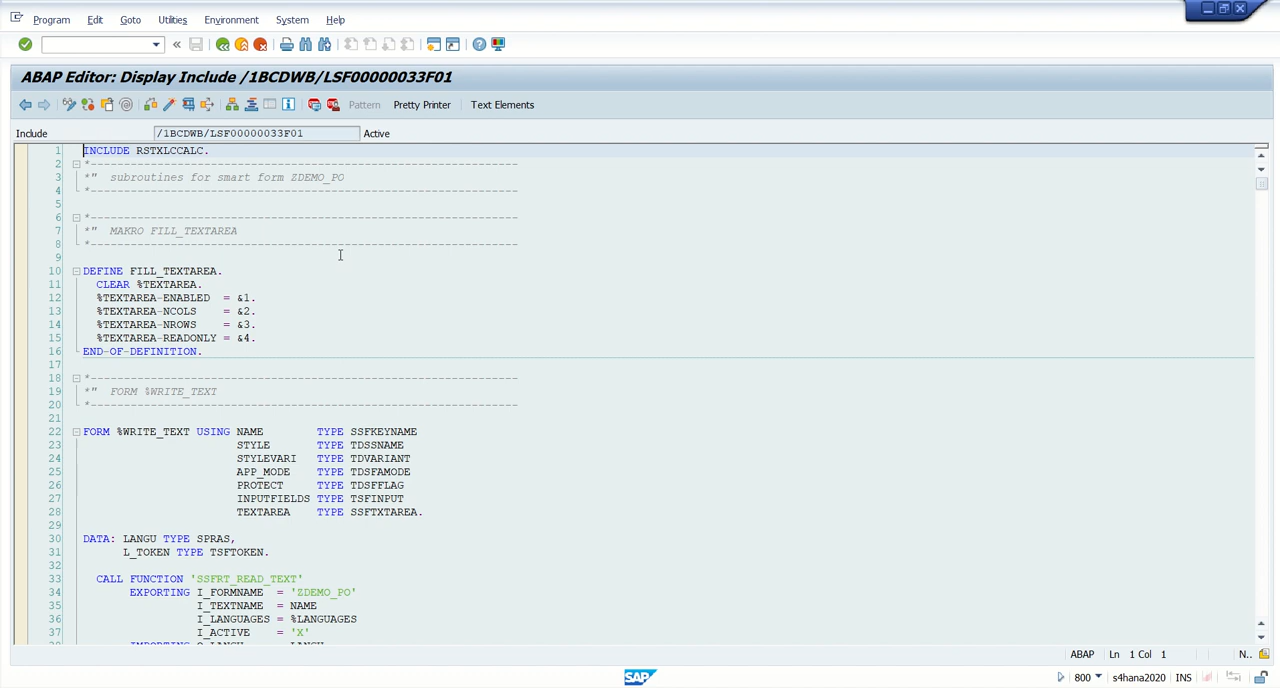 Program Edit Goto Utilities Environment System Help
ABAP Editor: Display Include /1BCDWB/LSF00000033F01
Pattern Pretty Printer Text Elements
Include /1BCDWB/LSF00000033F01 Active
1 INCLUDE RSTXLCCALC.
2 *----------------------------------------------------------------
3 *" subroutines for smart form ZDEMO_PO
4 *----------------------------------------------------------------
5
6 *----------------------------------------------------------------
7 *" MAKRO FILL_TEXTAREA
8 *----------------------------------------------------------------
9
10 DEFINE FILL_TEXTAREA.
11 CLEAR %TEXTAREA.
12 %TEXTAREA-ENABLED = &1.
13 %TEXTAREA-NCOLS = &2.
14 %TEXTAREA-NROWS = &3.
15 %TEXTAREA-READONLY = &4.
16 END-OF-DEFINITION.
17
18 *----------------------------------------------------------------
19 *" FORM %WRITE_TEXT
20 *----------------------------------------------------------------
21
22 FORM %WRITE_TEXT USING NAME TYPE SSFKEYNAME
23 STYLE TYPE TDSSNAME
24 STYLEVARI TYPE TDVARIANT
25 APP_MODE TYPE TDSFAMODE
26 PROTECT TYPE TDSFFLAG
27 INPUTFIELDS TYPE TSFINPUT
28 TEXTAREA TYPE SSFTXTAREA.
29
30 DATA: LANGU TYPE SPRAS,
31 L_TOKEN TYPE TSFTOKEN.
32
33 CALL FUNCTION 'SSFRT_READ_TEXT'
34 EXPORTING I_FORMNAME = 'ZDEMO_PO'
35 I_TEXTNAME = NAME
36 I_LANGUAGES = %LANGUAGES
37 I_ACTIVE = 'X'
ABAP Ln 1 Col 1 N..
SAP 800 s4hana2020 INS